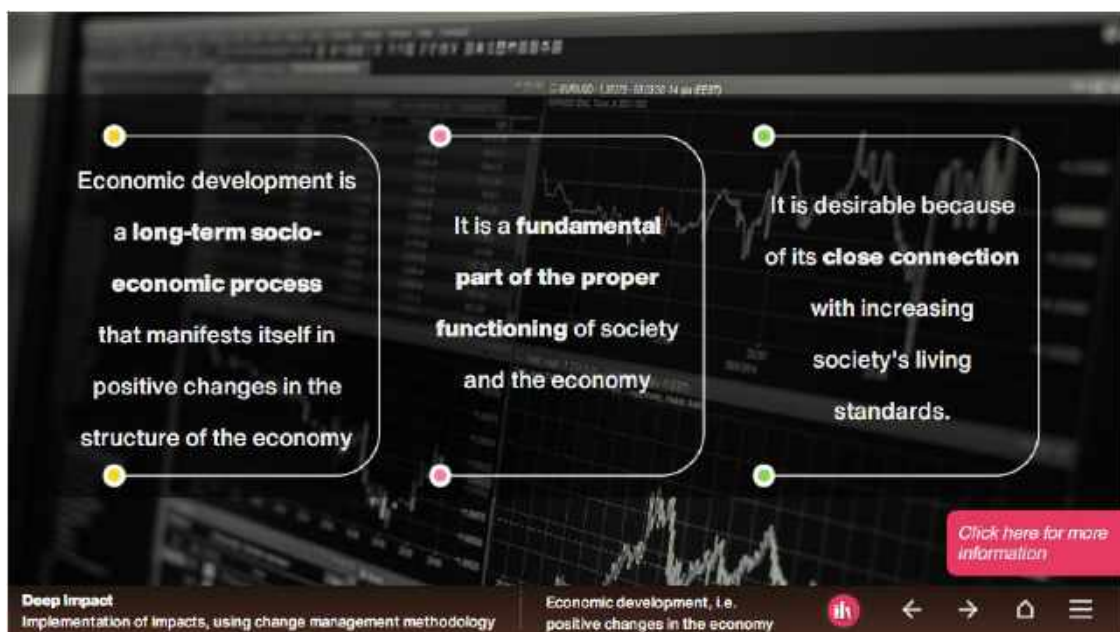 Economic development is
a long-term socio-
economic process
that manifests itself in
positive changes in the
structure of the economy
It is a fundamental
part of the proper
functioning of society
and the economy
It is desirable because
of its close connection
with increasing
society's living
standards.
Click here for more
information
Deep Impact
Implementation of impacts, using change management methodology
Economic development, i.e.
positive changes in the economy